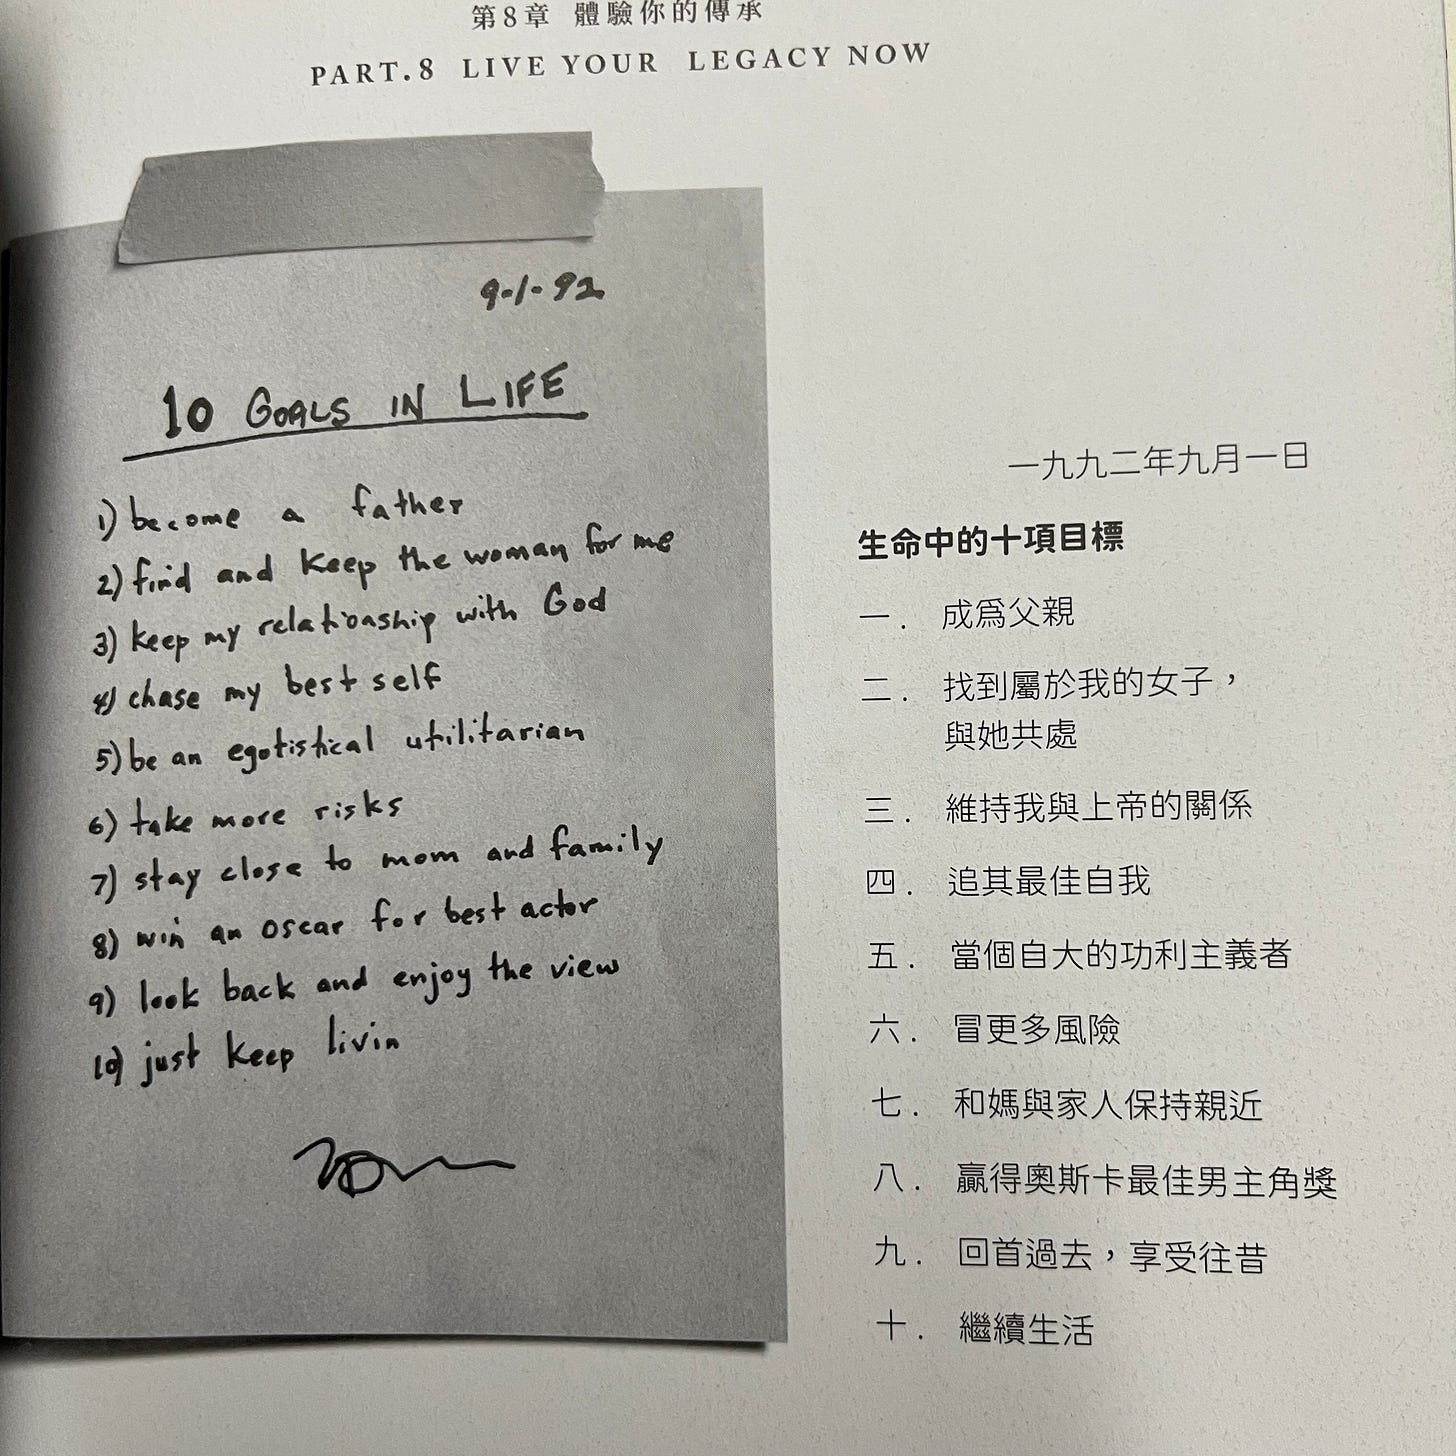 第8章 體驗你的傳承
PART.8 LIVE YOUR LEGACY NOW
9-1-92
10 GOALS IN LIFE
1) become a father
2) find and keep the woman for me
3) keep my relationship with God
4) chase my best self
5) be an egotistical utilitarian
6) take more risks
7) stay close to mom and family
8) win an oscar for best actor
9) look back and enjoy the view
10) just keep livin
一九九二年九月一日
生命中的十項目標
一. 成爲父親
二. 找到屬於我的女子，
與她共處
三. 維持我與上帝的關係
四. 追其最佳自我
五. 當個自大的功利主義者
六. 冒更多風險
七. 和媽與家人保持親近
八. 贏得奧斯卡最佳男主角獎
九. 回首過去，享受往昔
十. 繼續生活